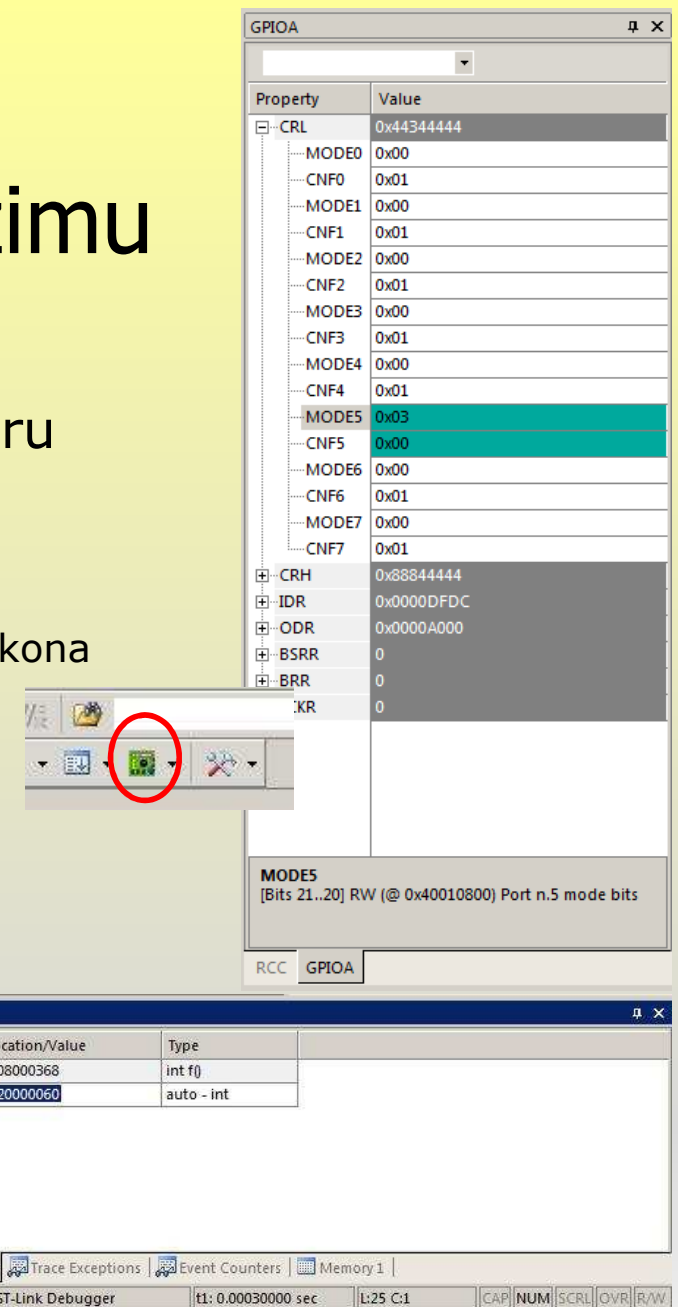 GPIOA
Property Value
CRL 0x44344444
MODE0 0x00
CNF0 0x01
MODE1 0x00
CNF1 0x01
MODE2 0x00
CNF2 0x01
MODE3 0x00
CNF3 0x01
MODE4 0x00
CNF4 0x01
MODE5 0x03
CNF5 0x00
MODE6 0x00
CNF6 0x01
MODE7 0x00
CNF7 0x01
CRH 0x88844444
IDR 0x0000DFDC
ODR 0x0000A000
BSRR 0
BRR 0
CKR 0
MODE5
[Bits 21..20] RW (@ 0x40010800) Port n.5 mode bits
RCC GPIOA
timu
ru
kona
cation/Value Type
08000368 int f()
20000060 auto - int
Trace Exceptions Event Counters Memory 1
ST-Link Debugger t1: 0.00030000 sec L:25 C:1 CAP NUM SCRL OVR R/W